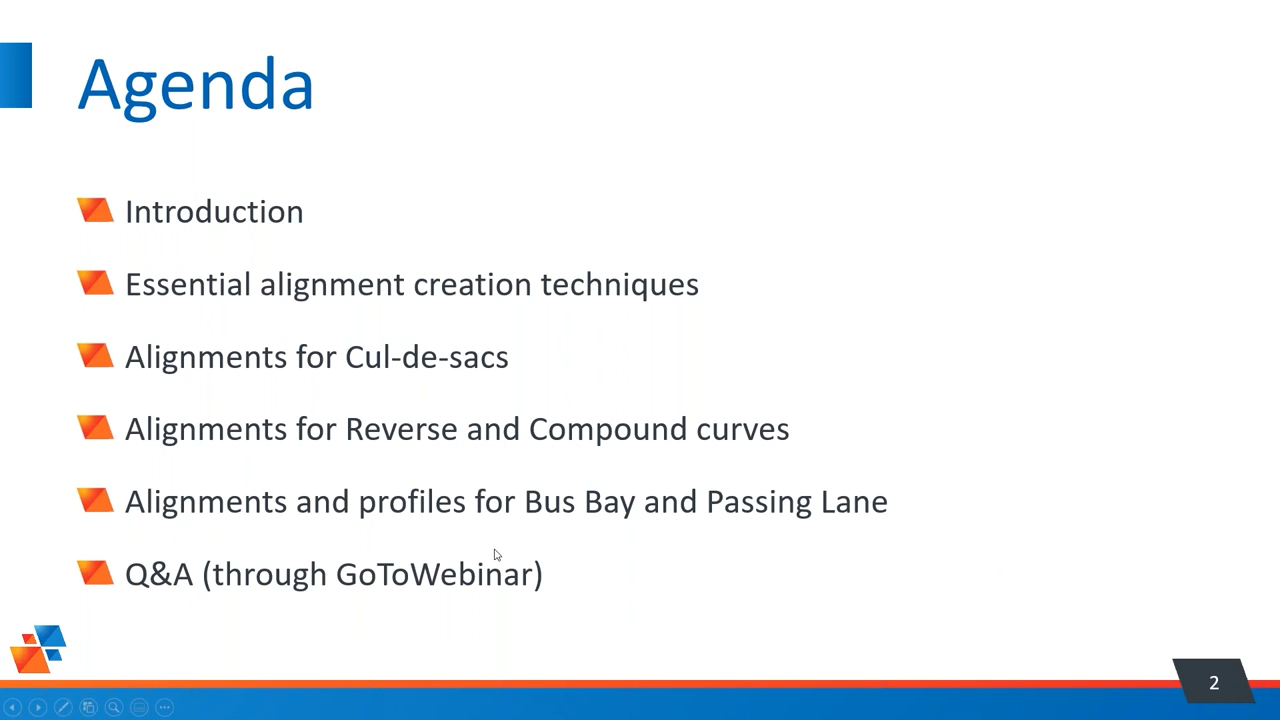 Agenda
Introduction
Essential alignment creation techniques
Alignments for Cul-de-sacs
Alignments for Reverse and Compound curves
Alignments and profiles for Bus Bay and Passing Lane
Q&A (through GoToWebinar)
2